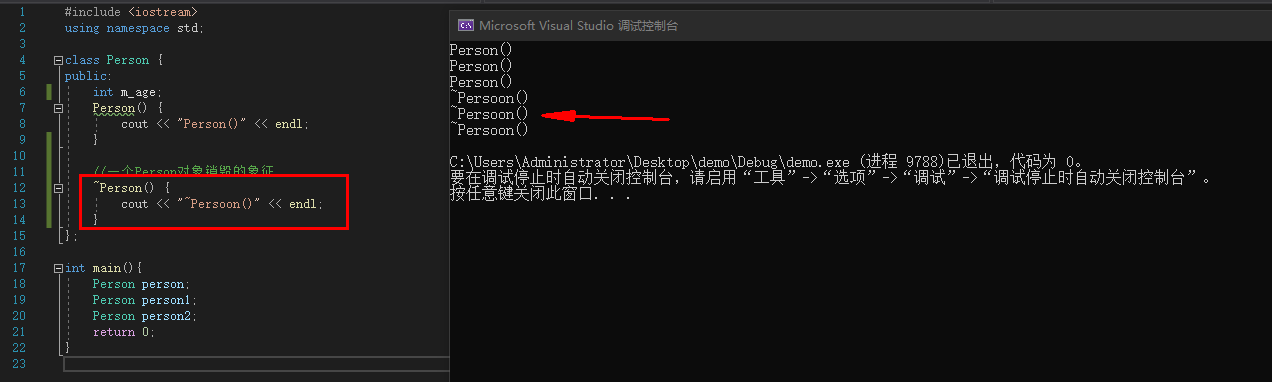 1 #include <iostream>
2 using namespace std;
3
4 class Person {
5 public:
6 int m_age;
7 Person() {
8 cout << "Person()" << endl;
9 }
10
11 //一个Person对象销毁的象征
12 ~Person() {
13 cout << "~Persoon()" << endl;
14 }
15 };
16
17 int main(){
18 Person person;
19 Person person1;
20 Person person2;
21 return 0;
22 }
23
C:\ Microsoft Visual Studio 调试控制台
Person()
Person()
Person()
~Persoon()
~Persoon()
~Persoon()
C:\Users\Administrator\Desktop\demo\Debug\demo.exe (进程 9788)已退出，代码为 0。
要在调试停止时自动关闭控制台，请启用“工具”->“选项”->“调试”->“调试停止时自动关闭控制台”。
按任意键关闭此窗口. . .